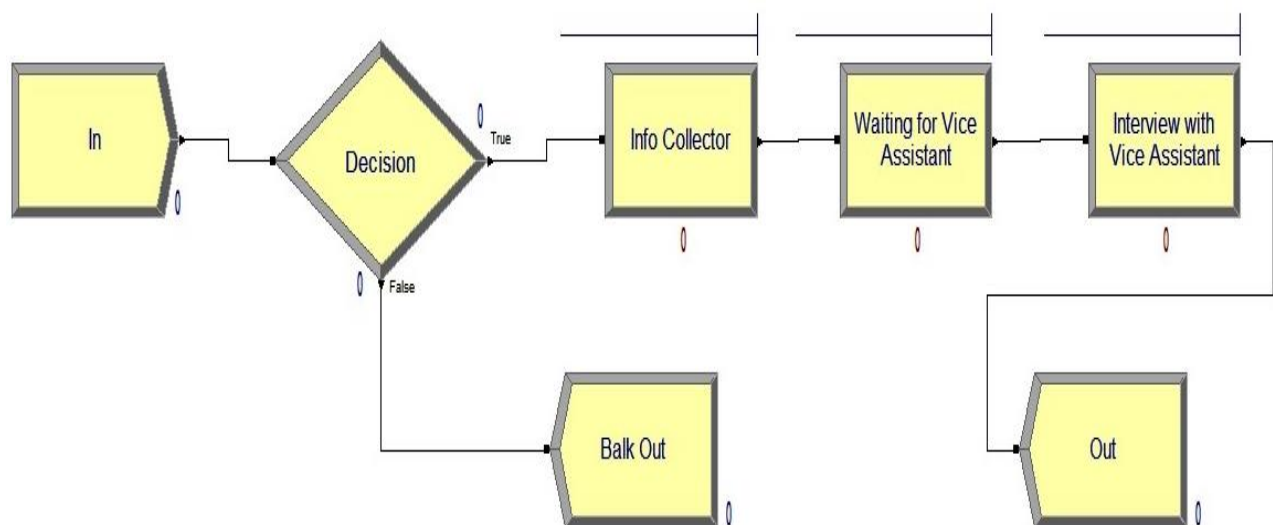 In
0
Decision
0
True
0
False
Info Collector
0
Waiting for Vice
Assistant
0
Interview with
Vice Assistant
0
Balk Out
0
Out
0